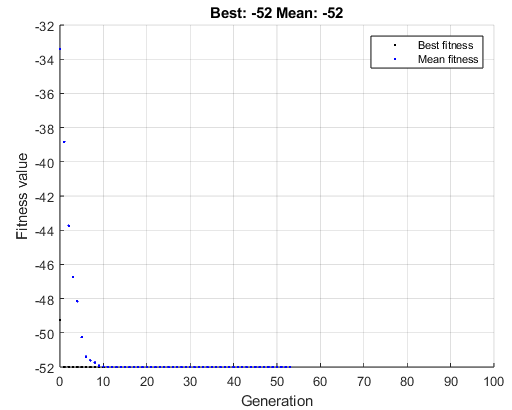 Best: -52 Mean: -52
Best fitness
Mean fitness
Fitness value
-32
-34
-36
-38
-40
-42
-44
-46
-48
-50
-52
0 10 20 30 40 50 60 70 80 90 100
Generation